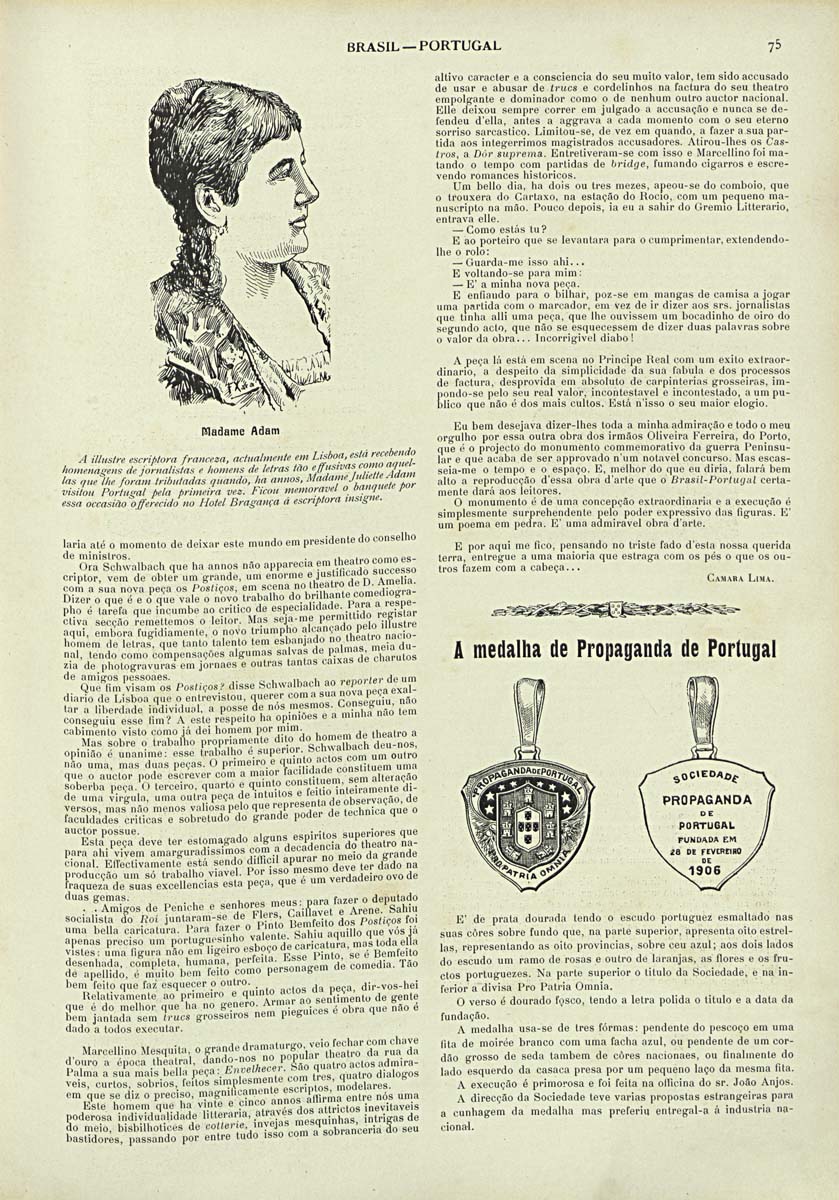 BRASIL — PORTUGAL
75
Madame Adam
A illustre escriptora franceza, actualmente em Lisboa, está recebendo
homenagens de jornalistas e homens de letras tão effusivas como aquel-
las que lhe foram tributadas quando, ha annos, Madame Juliette Adam
visitou Portugal pela primeira vez. Ficou memoravel o banquete por
essa occasião offerecido no Hotel Bragança á escriptora insigne.
laria até o momento de deixar este mundo em presidente do conselho
de ministros.
Ora Schwalbach que ha annos não apparecia em theatro como es-
criptor, vem de obter um grande, um enorme e justificado successo
com a sua nova peça os Postiços, em scena no theatro de D. Amelia.
Dizer o que é e o que vale o novo trabalho do brilhante comediogra-
pho é tarefa que incumbe ao critico de especialidade. Para a respe-
ctiva secção remettemos o leitor. Mas seja-me permittido registar
aqui, embora fugidiamente, o novo triumpho alcançado pelo illustre
homem de letras, que tanto talento tem esbanjado no theatro nacio-
nal, tendo como compensações algumas salvas de palmas, meia du-
zia de photogravuras em jornaes e outras tantas caixas de charutos
de amigos pessoaes.
Que fim visam os Postiços? disse Schwalbach ao reporter de um
diario de Lisboa que o entrevistou, querer com a sua nova peça exal-
tar a liberdade individual, a posse de nós mesmos. Conseguiu, não
conseguiu esse fim? A este respeito ha opiniões e a minha não tem
cabimento visto como já dei homem por mim.
Mas sobre o trabalho propriamente dito do homem de theatro a
opinião é unanime: esse trabalho é superior. Schwalbach deu-nos,
não uma, mas duas peças. O primeiro e quinto actos com um outro
que o auctor pode escrever com a maior facilidade constituem uma
soberba peça. O terceiro, quarto e quinto constituem, sem alteração
de uma virgula, uma outra peça de intuitos e feitio inteiramente di-
versos, mas não menos valiosa pelo que representa de observação, de
faculdades criticas e sobretudo do grande poder de technica que o
auctor possue.
Esta peça deve ter estomagado alguns espiritos superiores que
para ahi vivem amarguradissimos com a decadencia do theatro na-
cional. Effectivamente está sendo difficil apurar no meio da grande
producção um só trabalho viavel. Por isso mesmo deve ter dado na
fraqueza de suas excellencias esta peça, que é um verdadeiro ovo de
duas gemas.
. . Amigos de Peniche e senhores meus: para fazer o deputado
socialista do Roi juntaram-se de Flers, Caillavet e Arene. Sahiu
uma bella caricatura. Para fazer o Pinto Bemfeito dos Postiços foi
apenas preciso um portuguesinho valente. Sahiu aquillo que vós já
vistes: uma figura não em ligeiro esboço de caricatura, mas toda ella
desenhada, completa, humana, perfeita. Esse Pinto, se é Bemfeito
de apellido, é muito bem feito como personagem de comedia. Tão
bem feito que faz esquecer o outro.
Relativamente ao primeiro e quinto actos da peça, dir-vos-hei
que é do melhor que ha no genero. Armar ao sentimento de gente
bem jantada sem trucs grosseiros nem pieguices é obra que não é
dado a todos executar.
Marcellino Mesquita, o grande dramaturgo, veio fechar com chave
d'ouro a época theatral, dando-nos no popular theatro da rua da
Palma a sua mais bella peça: Envelhecer. São quatro actos admira-
veis, curtos, sobrios, feitos simplesmente com tres, quatro dialogos
em que se diz o preciso, magnificamente escriptos, modelares.
Este homem que ha vinte e cinco annos affirma entre nós uma
poderosa individualidade litteraria, através dos attrictos inevitaveis
do meio, bisbilhotices de cotterie, invejas mesquinhas, intrigas de
bastidores, passando por entre tudo isso com a sobranceria do seu
altivo caracter e a consciencia do seu muito valor, tem sido accusado
de usar e abusar de trucs e cordelinhos na factura do seu theatro
empolgante e dominador como o de nenhum outro auctor nacional.
Elle deixou sempre correr em julgado a accusação e nunca se de-
fendeu d'ella, antes a aggrava a cada momento com o seu eterno
sorriso sarcastico. Limitou-se, de vez em quando, a fazer a sua par-
tida aos integerrimos magistrados accusadores. Atirou-lhes os Cas-
tros, a Dôr suprema. Entretiveram-se com isso e Marcellino foi ma-
tando o tempo com partidas de bridge, fumando cigarros e escre-
vendo romances historicos.
Um bello dia, ha dois ou tres mezes, apeou-se do comboio, que
o trouxera do Cartaxo, na estação do Rocio, com um pequeno ma-
nuscripto na mão. Pouco depois, ia eu a sahir do Gremio Litterario,
entrava elle.
— Como estás tu?
E ao porteiro que se levantara para o cumprimentar, extendendo-
lhe o rolo:
— Guarda-me isso ahi...
E voltando-se para mim:
— E' a minha nova peça.
E enfiando para o bilhar, poz-se em mangas de camisa a jogar
uma partida com o marcador, em vez de ir dizer aos srs. jornalistas
que tinha alli uma peça, que lhe ouvissem um bocadinho de oiro do
segundo acto, que não se esquecessem de dizer duas palavras sobre
o valor da obra... Incorrigivel diabo!
A peça lá está em scena no Principe Real com um exito extraor-
dinario, a despeito da simplicidade da sua fabula e dos processos
de factura, desprovida em absoluto de carpinterias grosseiras, im-
pondo-se pelo seu real valor, incontestavel e incontestado, a um pu-
blico que não é dos mais cultos. Está n'isso o seu maior elogio.
Eu bem desejava dizer-lhes toda a minha admiração e todo o meu
orgulho por essa outra obra dos irmãos Oliveira Ferreira, do Porto,
que é o projecto do monumento commemorativo da guerra Peninsu-
lar e que acaba de ser approvado n'um notavel concurso. Mas escas-
seia-me o tempo e o espaço. E, melhor do que eu diria, falará bem
alto a reproducção d'essa obra d'arte que o Brasil-Portugal certa-
mente dará aos leitores.
O monumento é de uma concepção extraordinaria e a execução é
simplesmente surprehendente pelo poder expressivo das figuras. E'
um poema em pedra. E' uma admiravel obra d'arte.
E por aqui me fico, pensando no triste fado d'esta nossa querida
terra, entregue a uma maioria que estraga com os pés o que os ou-
tros fazem com a cabeça...
CAMARA LIMA.
A medalha de Propaganda de Portugal
PROPAGANDA DE PORTUGAL
PRO PATRIA OMNIA
SOCIEDADE
PROPAGANDA
DE
PORTUGAL
FUNDADA EM
28 DE FEVEREIRO
DE
1906
E' de prata dourada tendo o escudo portuguez esmaltado nas
suas côres sobre fundo que, na parte superior, apresenta oito estrel-
las, representando as oito provincias, sobre ceu azul; aos dois lados
do escudo um ramo de rosas e outro de laranjas, as flores e os fru-
ctos portuguezes. Na parte superior o titulo da Sociedade, e na in-
ferior a divisa Pro Patria Omnia.
O verso é dourado fosco, tendo a letra polida o titulo e a data da
fundação.
A medalha usa-se de tres fórmas: pendente do pescoço em uma
fita de moirée branco com uma facha azul, ou pendente de um cor-
dão grosso de seda tambem de côres nacionaes, ou finalmente do
lado esquerdo da casaca presa por um pequeno laço da mesma fita.
A execução é primorosa e foi feita na officina do sr. João Anjos.
A direcção da Sociedade teve varias propostas estrangeiras para
a cunhagem da medalha mas preferiu entregal-a á industria na-
cional.